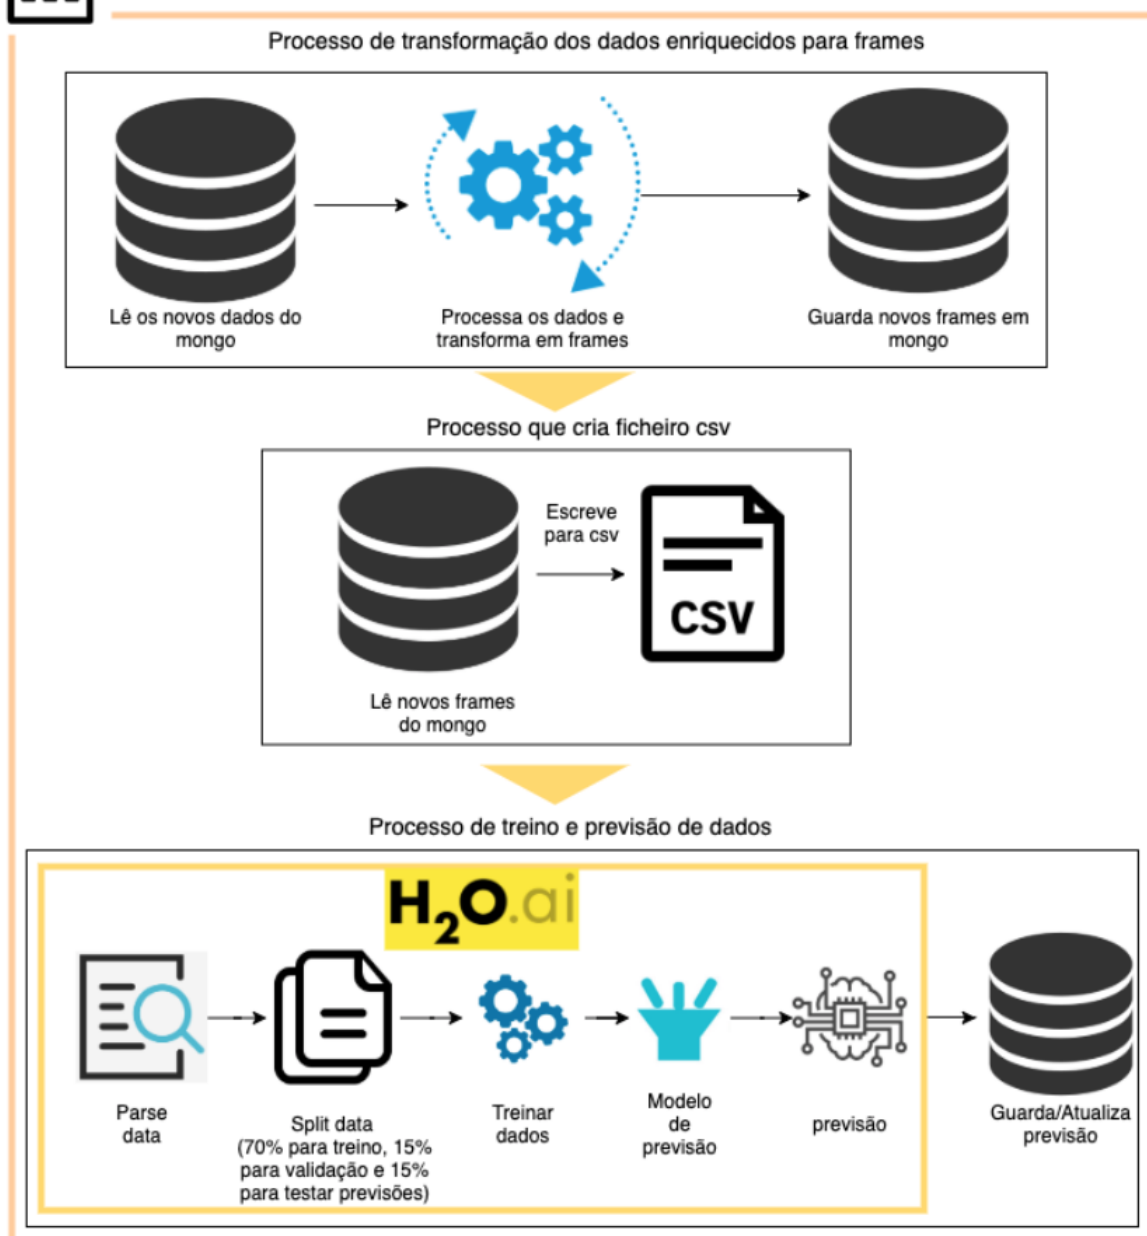 Processo de transformação dos dados enriquecidos para frames
Lê os novos dados do
mongo
Processa os dados e
transforma em frames
Guarda novos frames em
mongo
Processo que cria ficheiro csv
Escreve
para csv
CSV
Lê novos frames
do mongo
Processo de treino e previsão de dados
H2O.ai
Parse
data
Split data
(70% para treino, 15%
para validação e 15%
para testar previsões)
Treinar
dados
Modelo
de
previsão
previsão
Guarda/Atualiza
previsão